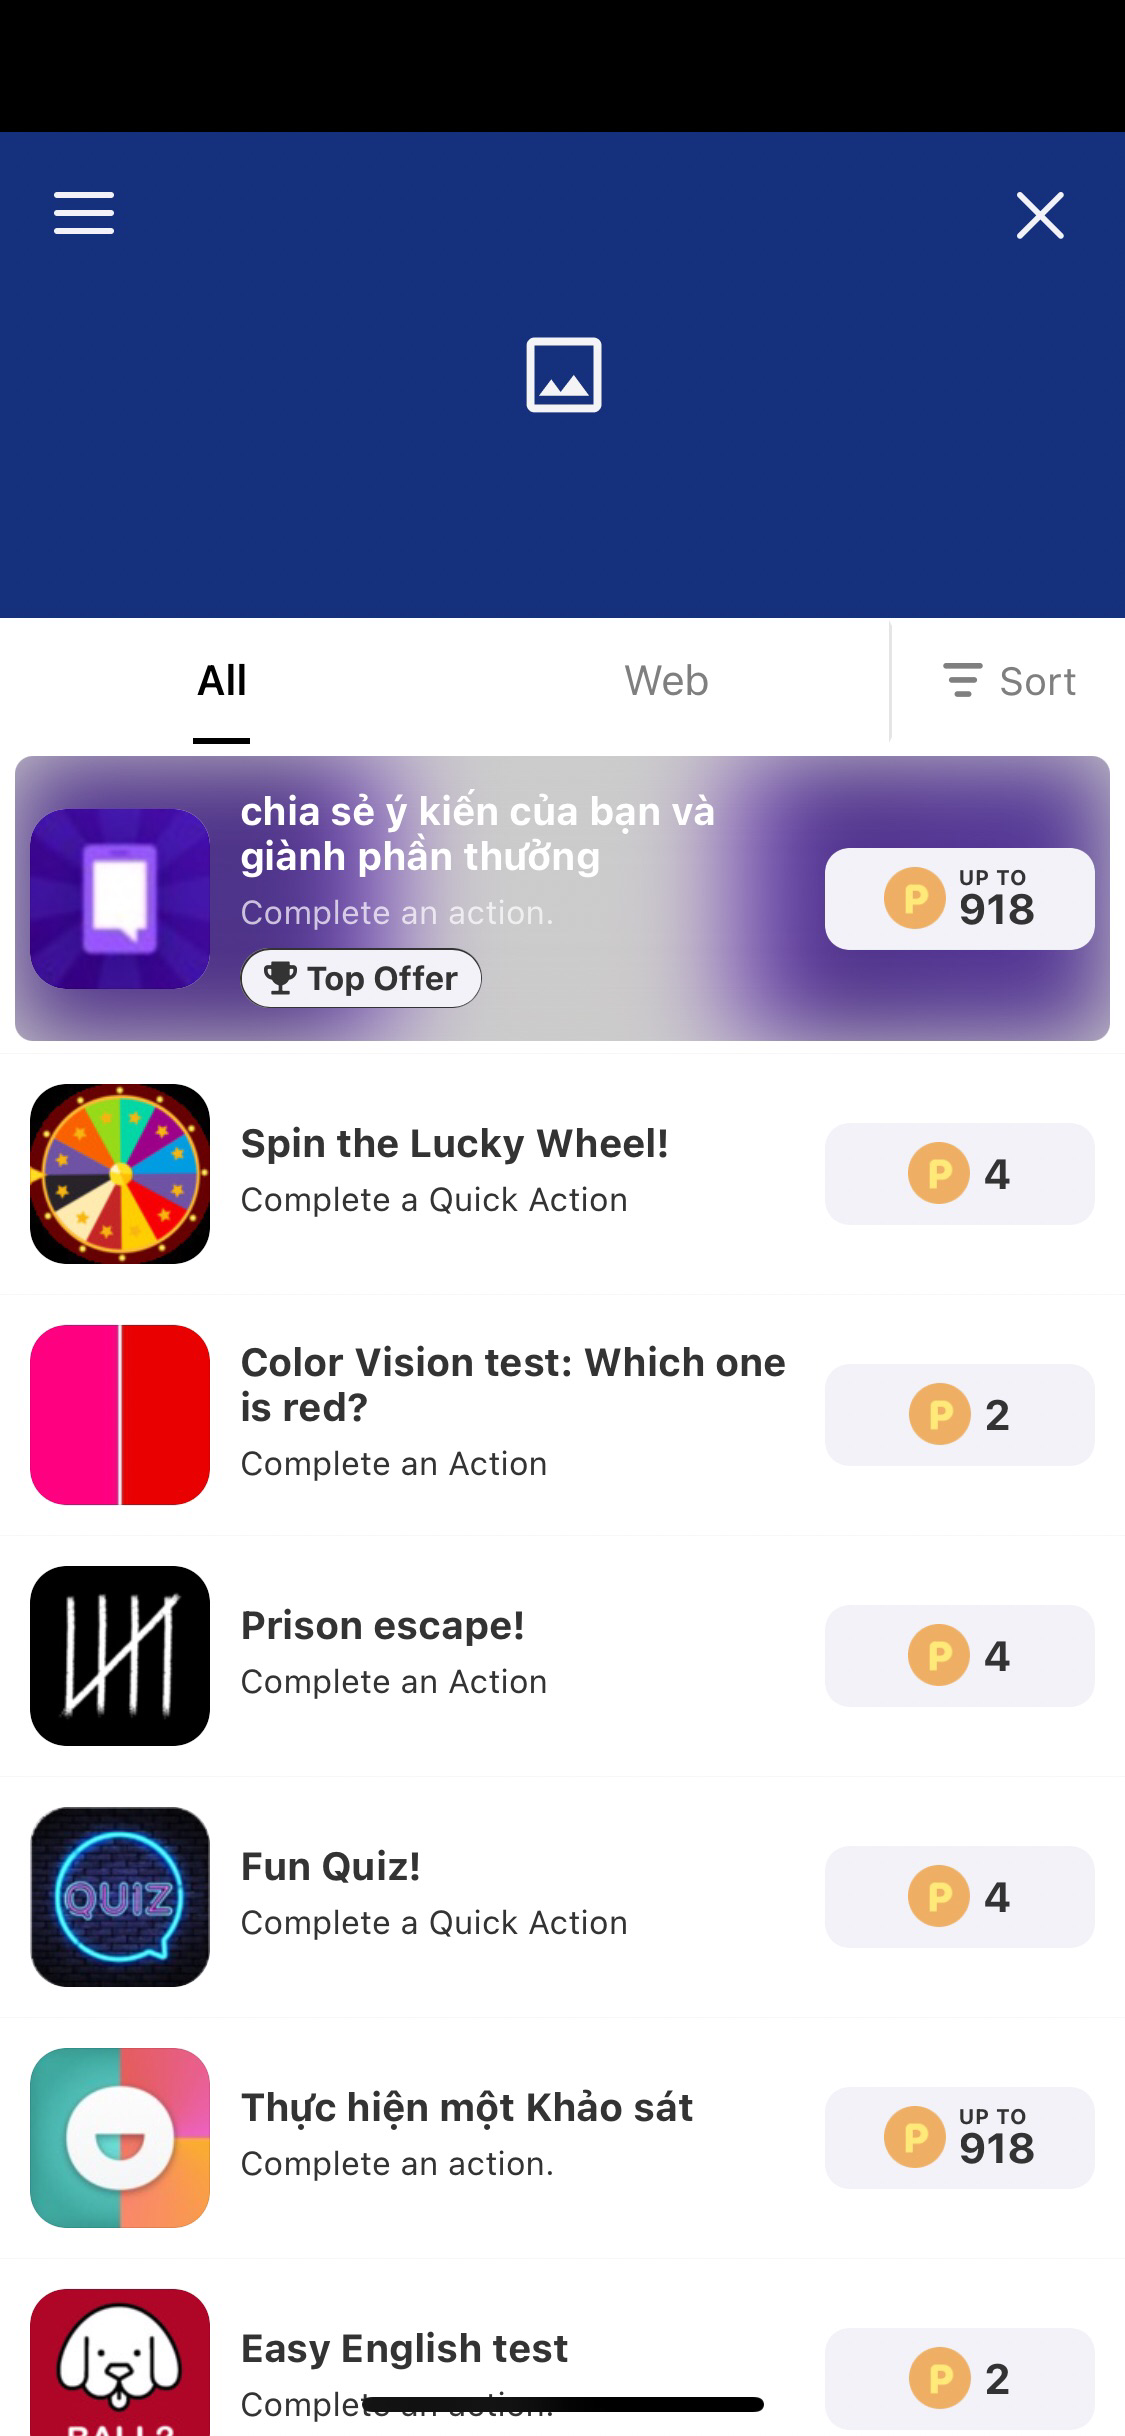 All
Web
Sort
chia sẻ ý kiến của bạn và
giành phần thưởng
Complete an action.
Top Offer
P
UP TO
918
Spin the Lucky Wheel!
Complete a Quick Action
P
4
Color Vision test: Which one
is red?
Complete an Action
P
2
Prison escape!
Complete an Action
P
4
QUIZ
Fun Quiz!
Complete a Quick Action
P
4
Thực hiện một Khảo sát
Complete an action.
P
UP TO
918
Easy English test
Complete an action.
P
2